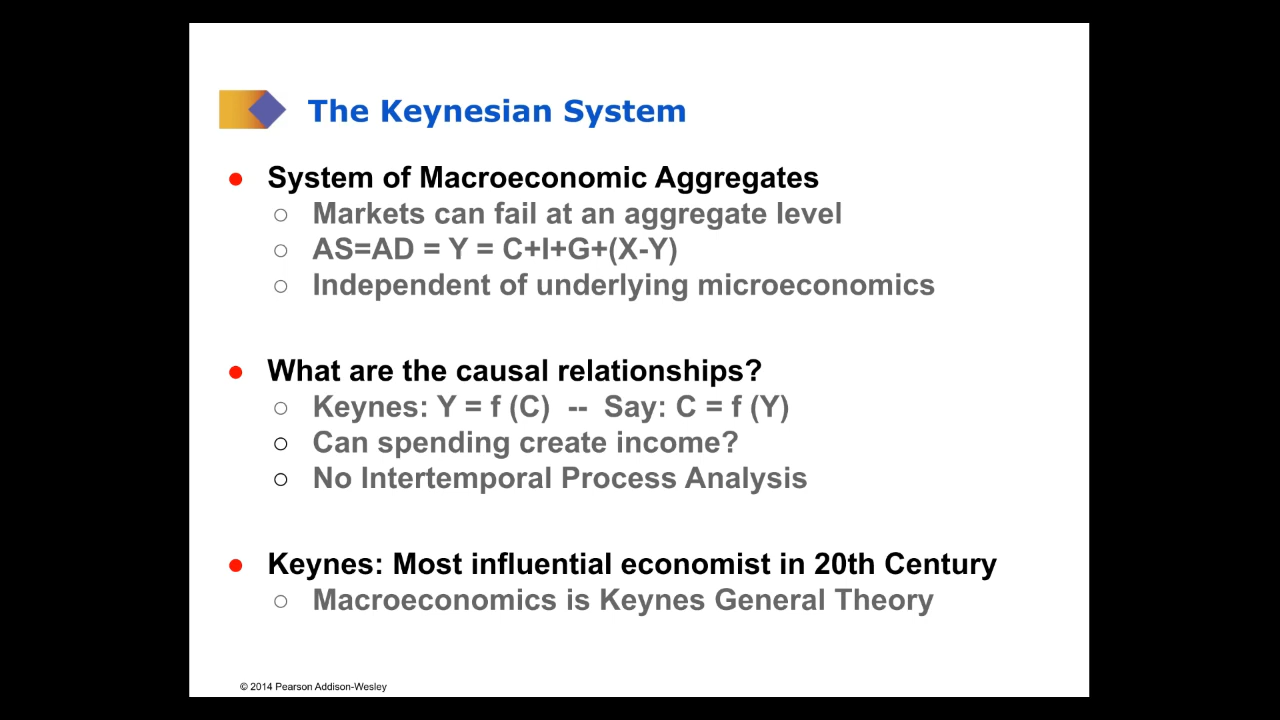 The Keynesian System
● System of Macroeconomic Aggregates
○ Markets can fail at an aggregate level
○ AS=AD = Y = C+I+G+(X-Y)
○ Independent of underlying microeconomics
● What are the causal relationships?
○ Keynes: Y = f (C) -- Say: C = f (Y)
○ Can spending create income?
○ No Intertemporal Process Analysis
● Keynes: Most influential economist in 20th Century
○ Macroeconomics is Keynes General Theory
© 2014 Pearson Addison-Wesley